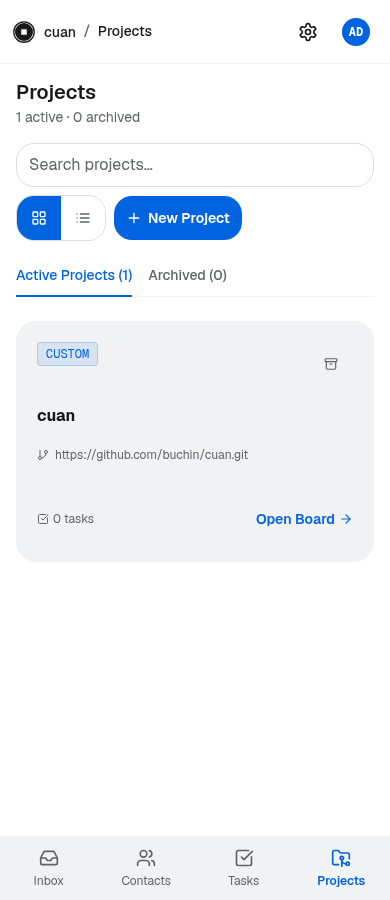 cuan / Projects
AD
Projects
1 active · 0 archived
Search projects...
New Project
Active Projects (1)
Archived (0)
CUSTOM
cuan
https://github.com/buchin/cuan.git
0 tasks
Open Board
Inbox
Contacts
Tasks
Projects